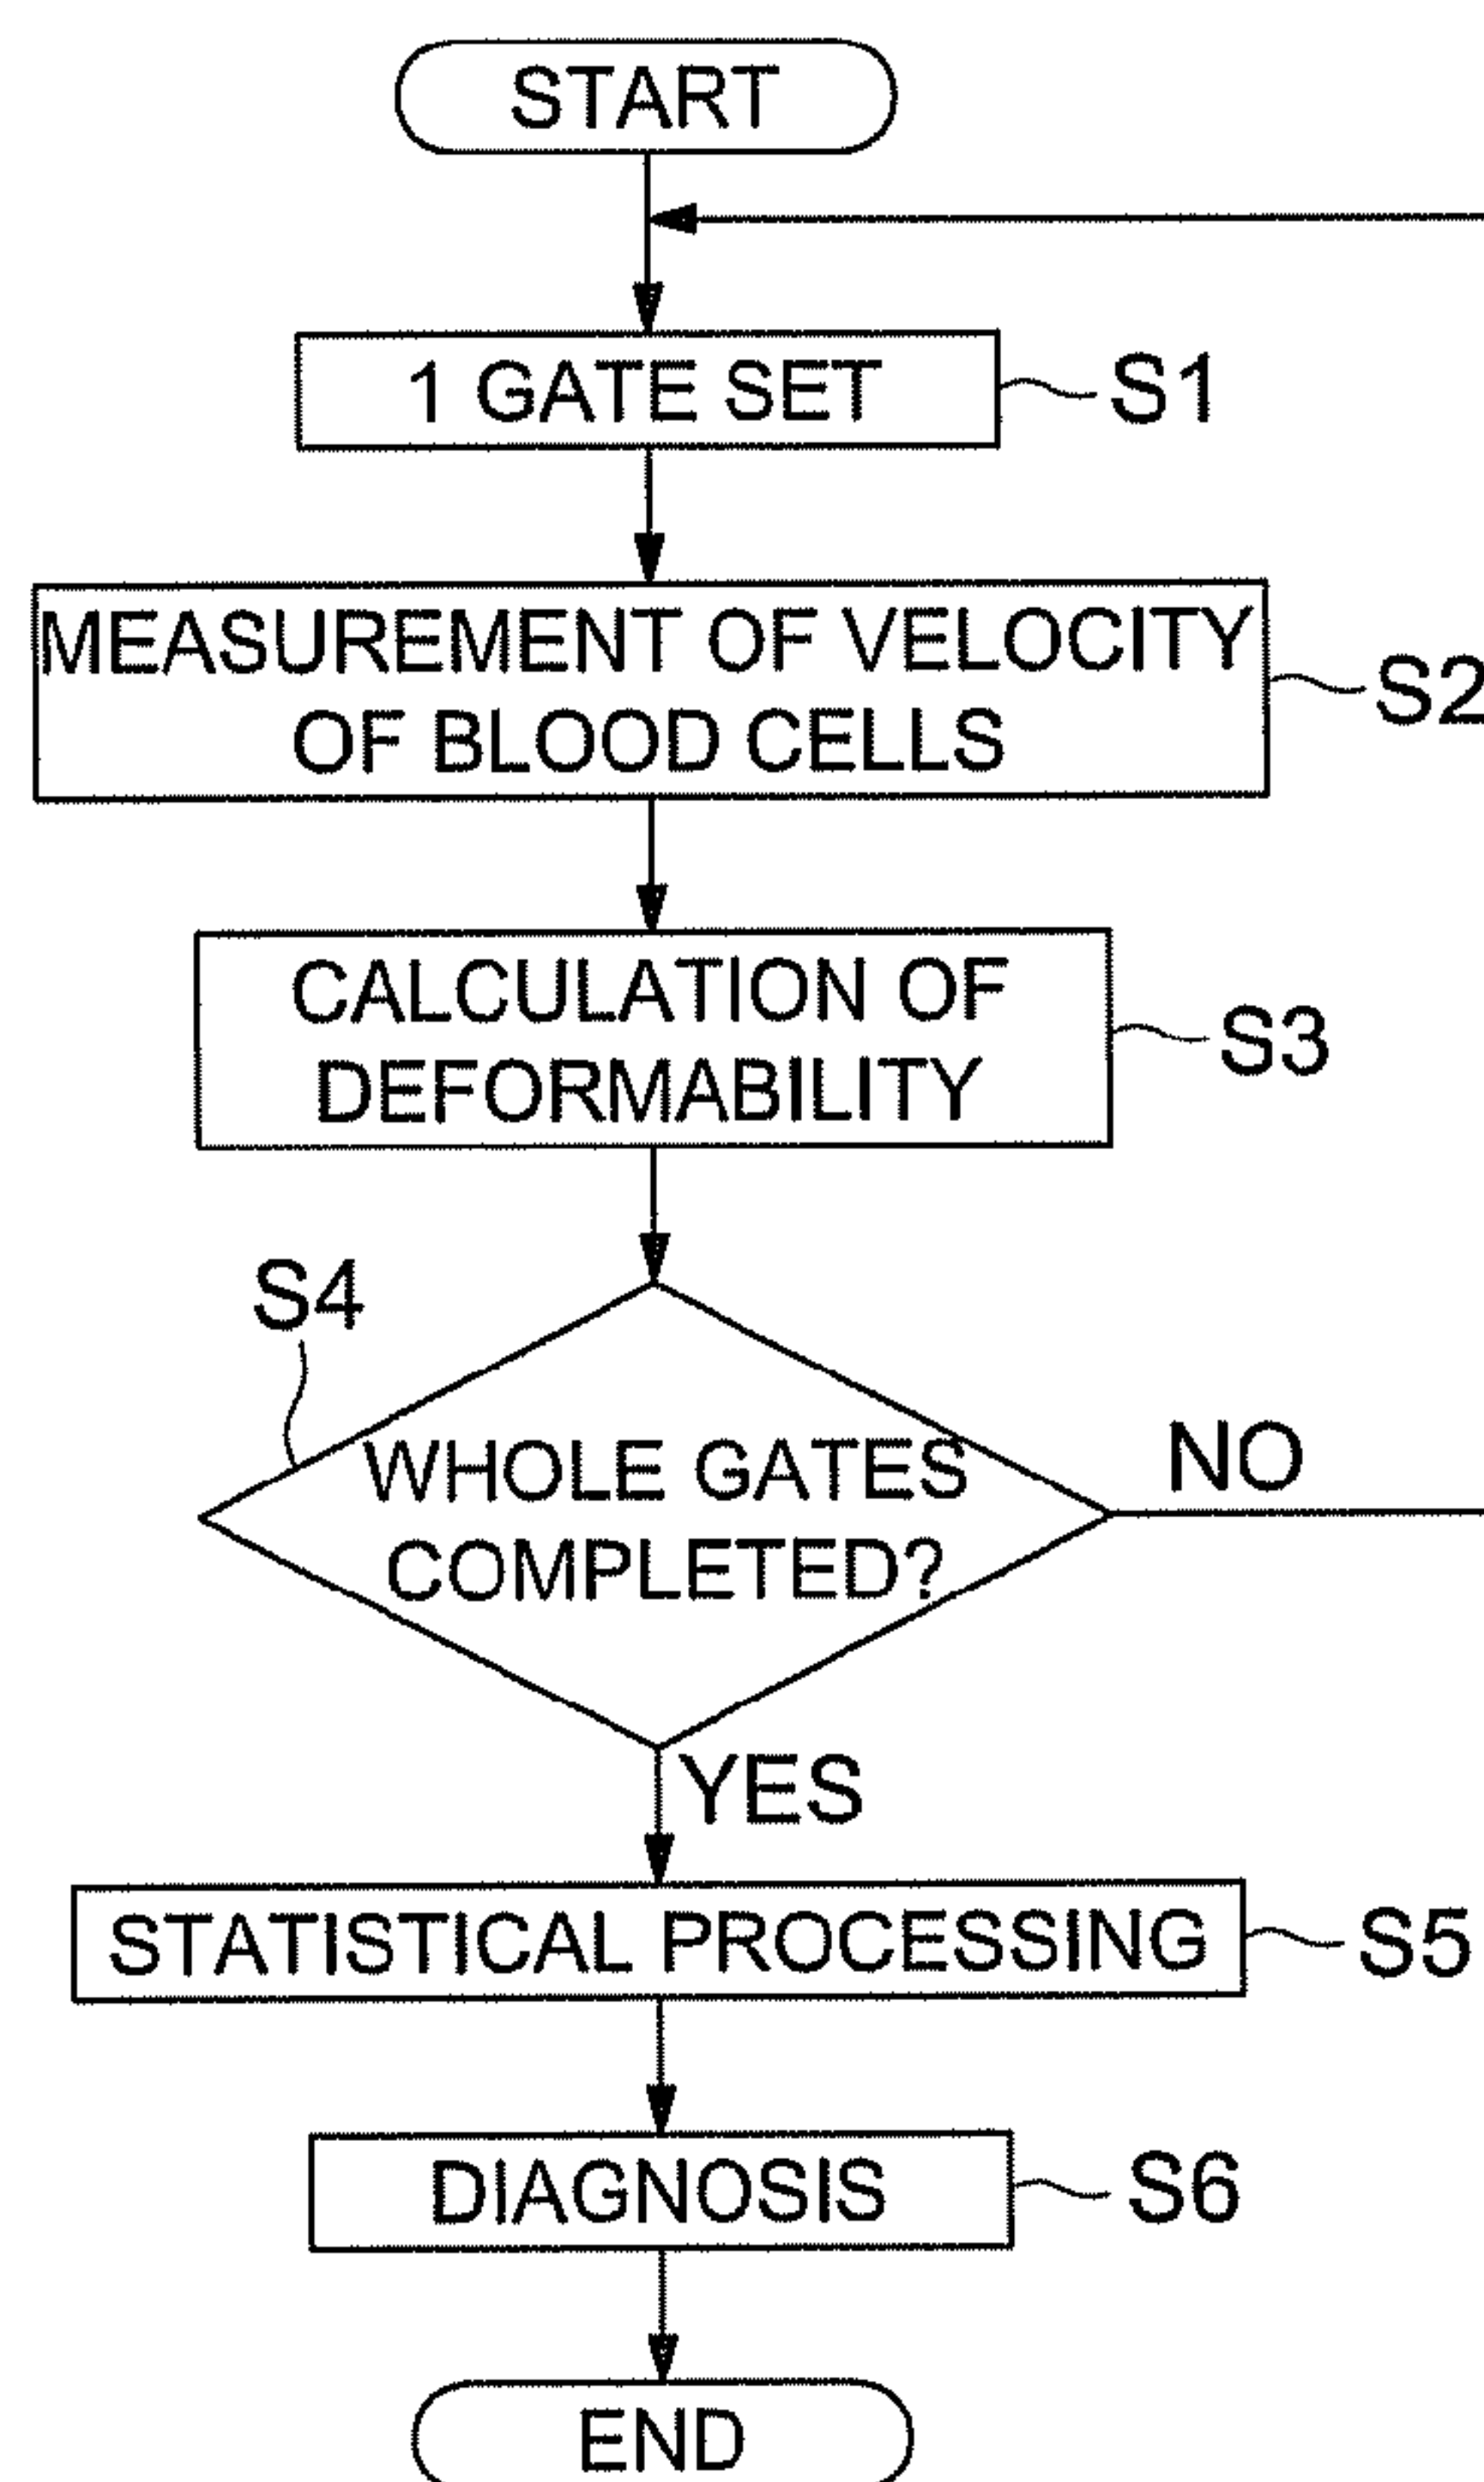 START
1 GATE SET
S1
MEASUREMENT OF VELOCITY
OF BLOOD CELLS
S2
CALCULATION OF
DEFORMABILITY
S3
S4
WHOLE GATES
COMPLETED?
NO
YES
STATISTICAL PROCESSING
S5
DIAGNOSIS
S6
END